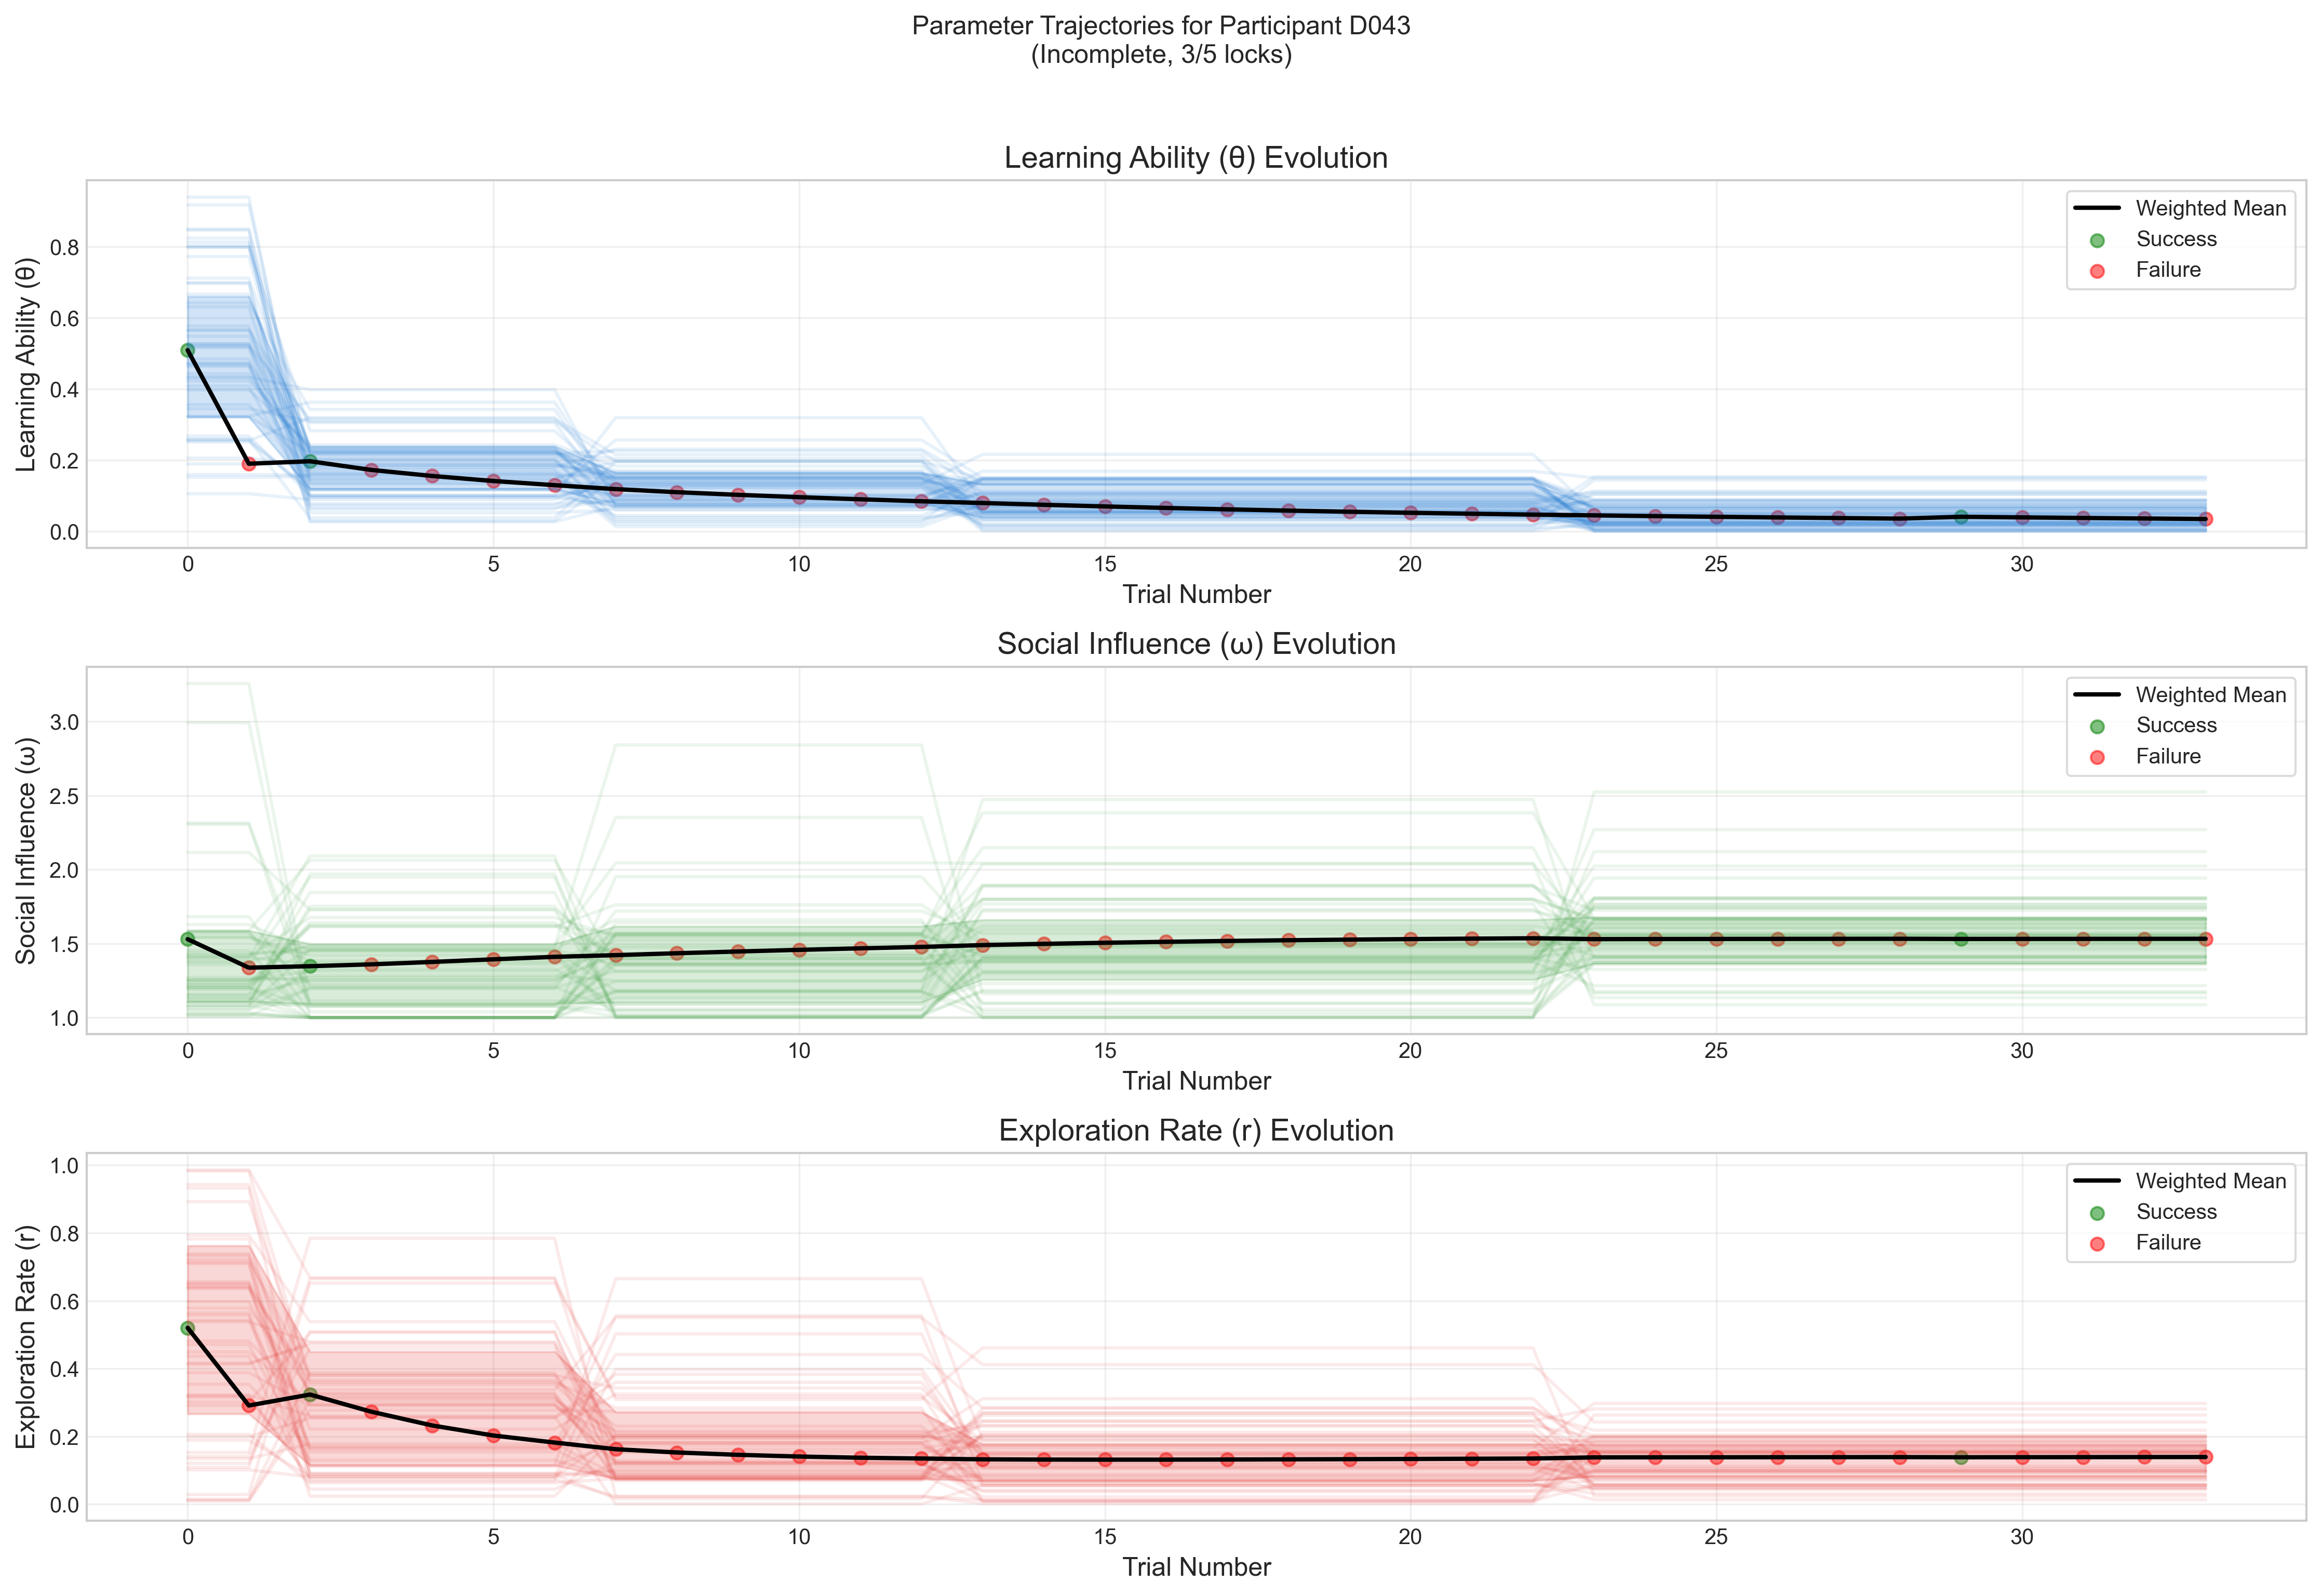 Parameter Trajectories for Participant D043
(Incomplete, 3/5 locks)
Learning Ability (θ) Evolution
Learning Ability (θ)
0.8
0.6
0.4
0.2
0.0
Weighted Mean
Success
Failure
0 5 10 15 20 25 30
Trial Number
Social Influence (ω) Evolution
Social Influence (ω)
3.0
2.5
2.0
1.5
1.0
Weighted Mean
Success
Failure
0 5 10 15 20 25 30
Trial Number
Exploration Rate (r) Evolution
Exploration Rate (r)
1.0
0.8
0.6
0.4
0.2
0.0
Weighted Mean
Success
Failure
0 5 10 15 20 25 30
Trial Number